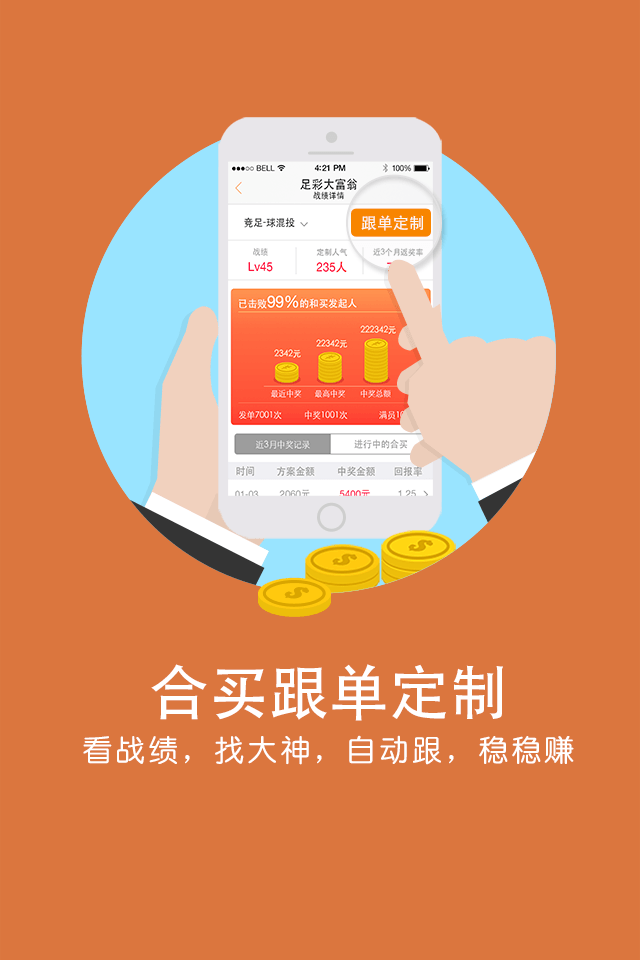 BELL 4:21 PM 100%
足彩大富翁
战绩详情
竞足-球混投
跟单定制
战绩 定制人气 近3个月返奖率
Lv45 235人
已击败99%的和买发起人
222342元
22342元
2342元
最近中奖 最高中奖 中奖总额
发单7001次 中奖1001次 满员1
近3月中奖记录 进行中的合买
时间 方案金额 中奖金额 回报率
01-03 2060元 5400元 1.25
合买跟单定制
看战绩，找大神，自动跟，稳稳赚